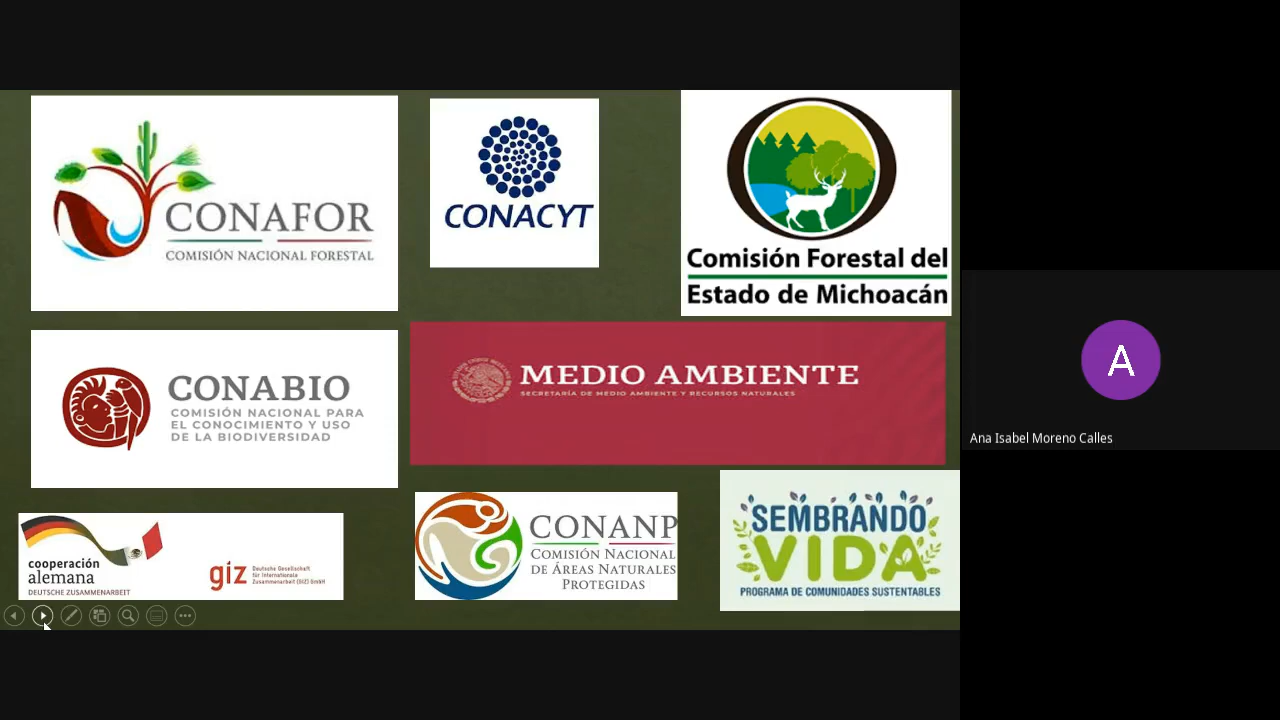 CONAFOR
COMISIÓN NACIONAL FORESTAL
CONACYT
Comisión Forestal del
Estado de Michoacán
CONABIO
COMISIÓN NACIONAL PARA
EL CONOCIMIENTO Y USO
DE LA BIODIVERSIDAD
MEDIO AMBIENTE
SECRETARÍA DE MEDIO AMBIENTE Y RECURSOS NATURALES
cooperación
alemana
DEUTSCHE ZUSAMMENARBEIT
giz
Deutsche Gesellschaft
für Internationale
Zusammenarbeit (GIZ) GmbH
CONANP
COMISIÓN NACIONAL
DE ÁREAS NATURALES
PROTEGIDAS
SEMBRANDO
VIDA
PROGRAMA DE COMUNIDADES SUSTENTABLES
A
Ana Isabel Moreno Calles